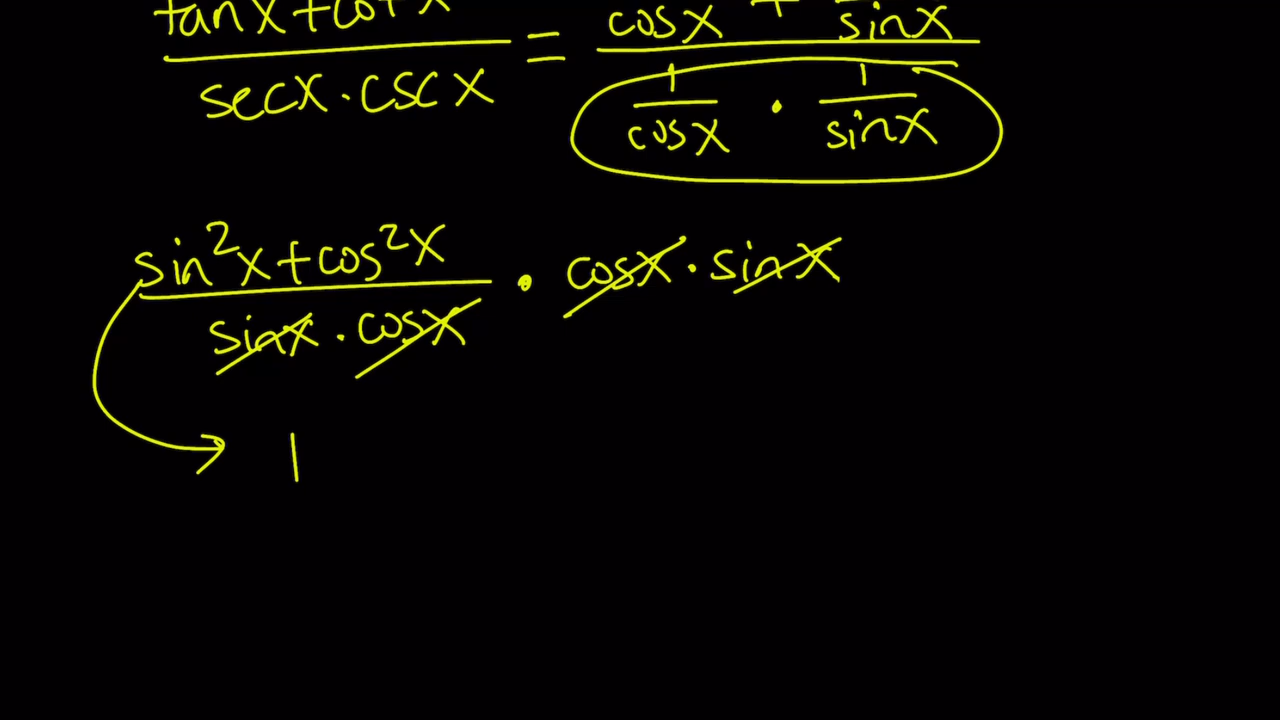 tanx+cotx = cosx + sinx
secx·cscx 1/cosx · 1/sinx
sin²x+cos²x · cosx·sinx
sinx·cosx
1